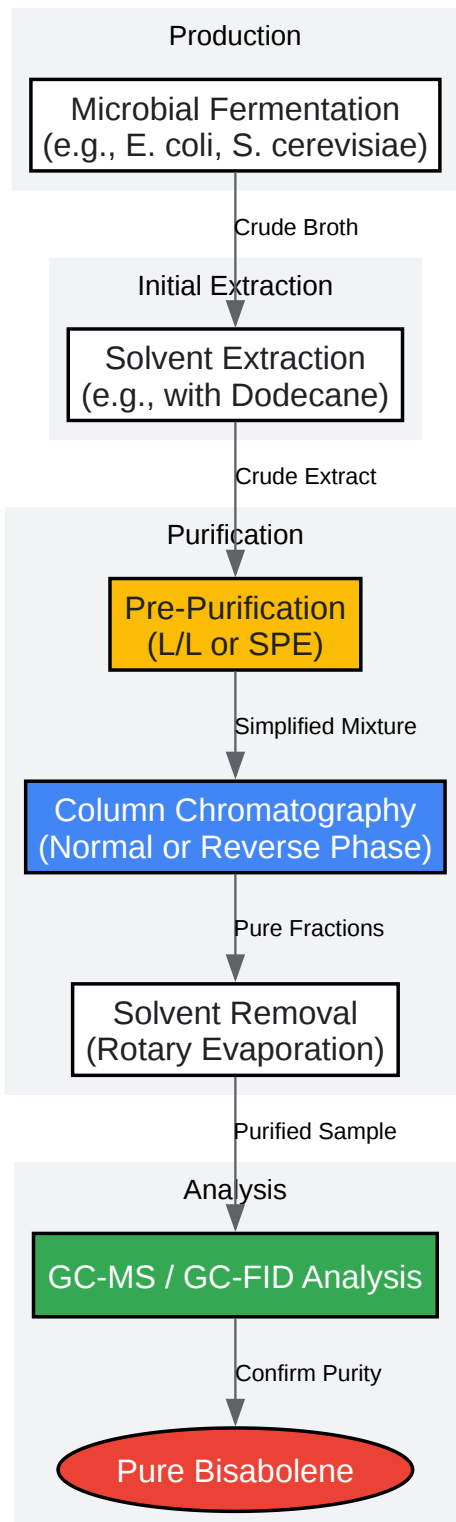 Production
Microbial Fermentation
(e.g., E. coli, S. cerevisiae)
Crude Broth
Initial Extraction
Solvent Extraction
(e.g., with Dodecane)
Crude Extract
Purification
Pre-Purification
(L/L or SPE)
Simplified Mixture
Column Chromatography
(Normal or Reverse Phase)
Pure Fractions
Solvent Removal
(Rotary Evaporation)
Purified Sample
Analysis
GC-MS / GC-FID Analysis
Confirm Purity
Pure Bisabolene